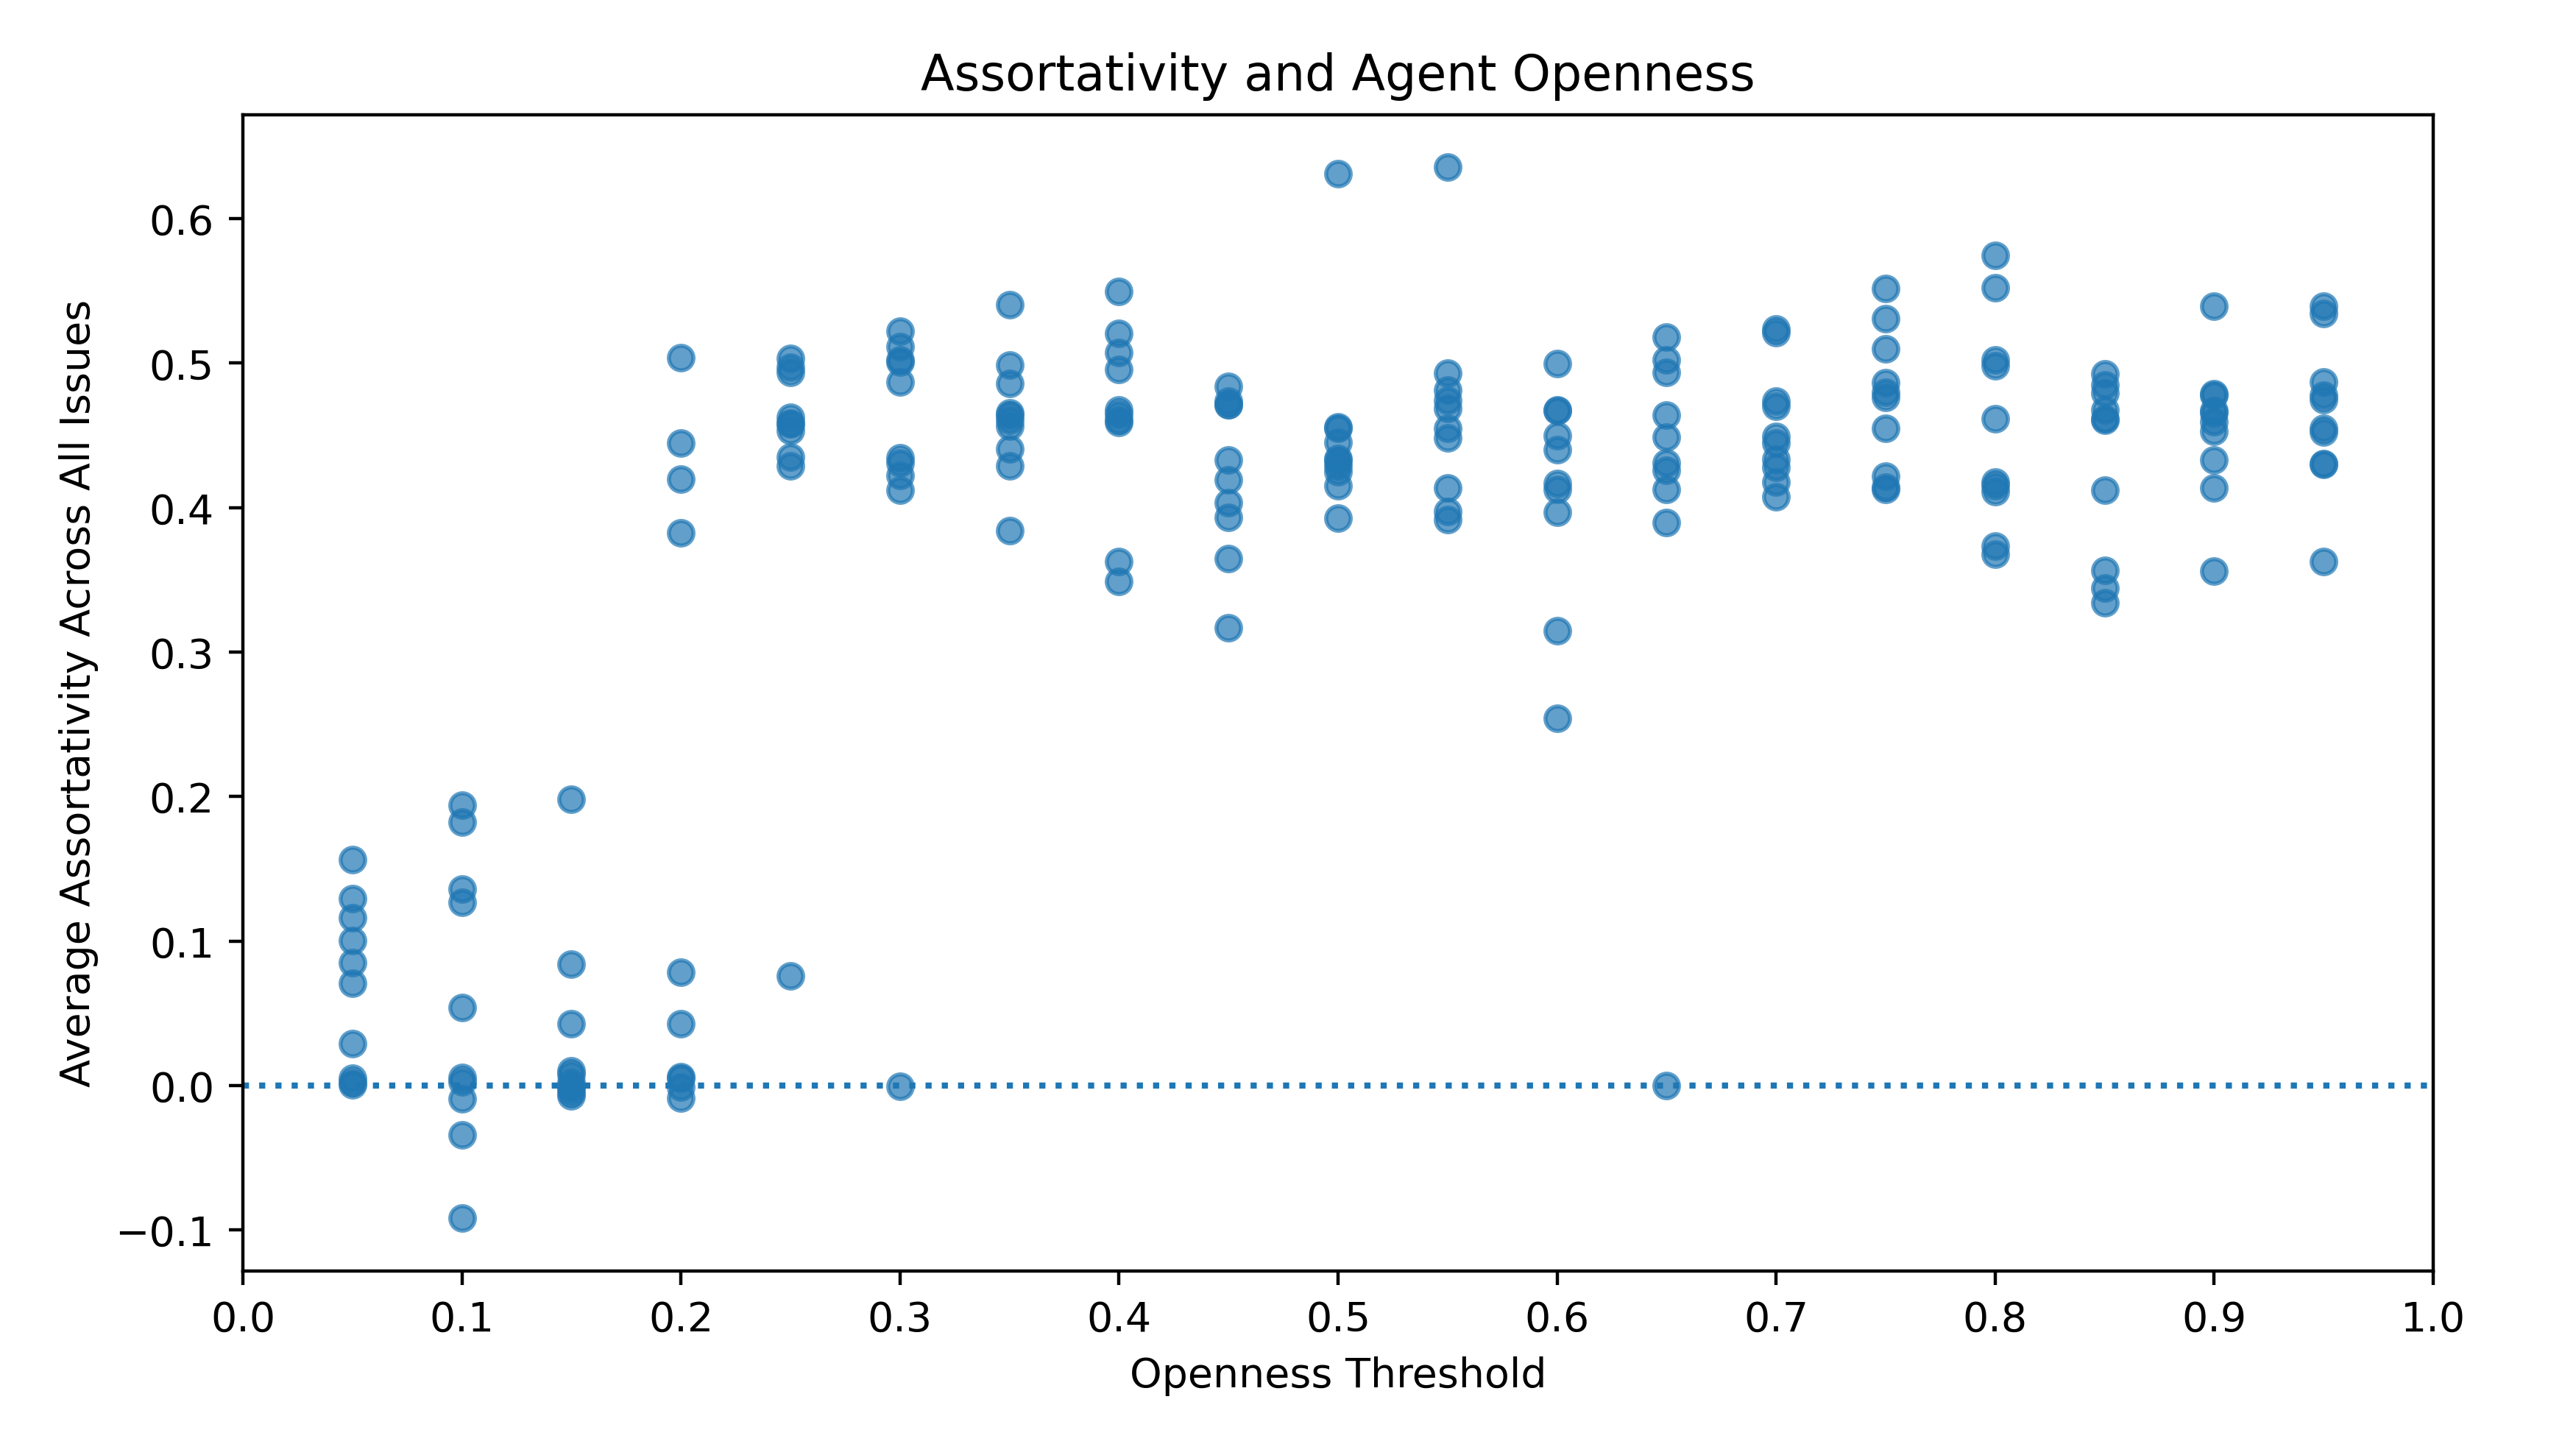 Assortativity and Agent Openness
Average Assortativity Across All Issues
0.6
0.5
0.4
0.3
0.2
0.1
0.0
−0.1
0.0 0.1 0.2 0.3 0.4 0.5 0.6 0.7 0.8 0.9 1.0
Openness Threshold